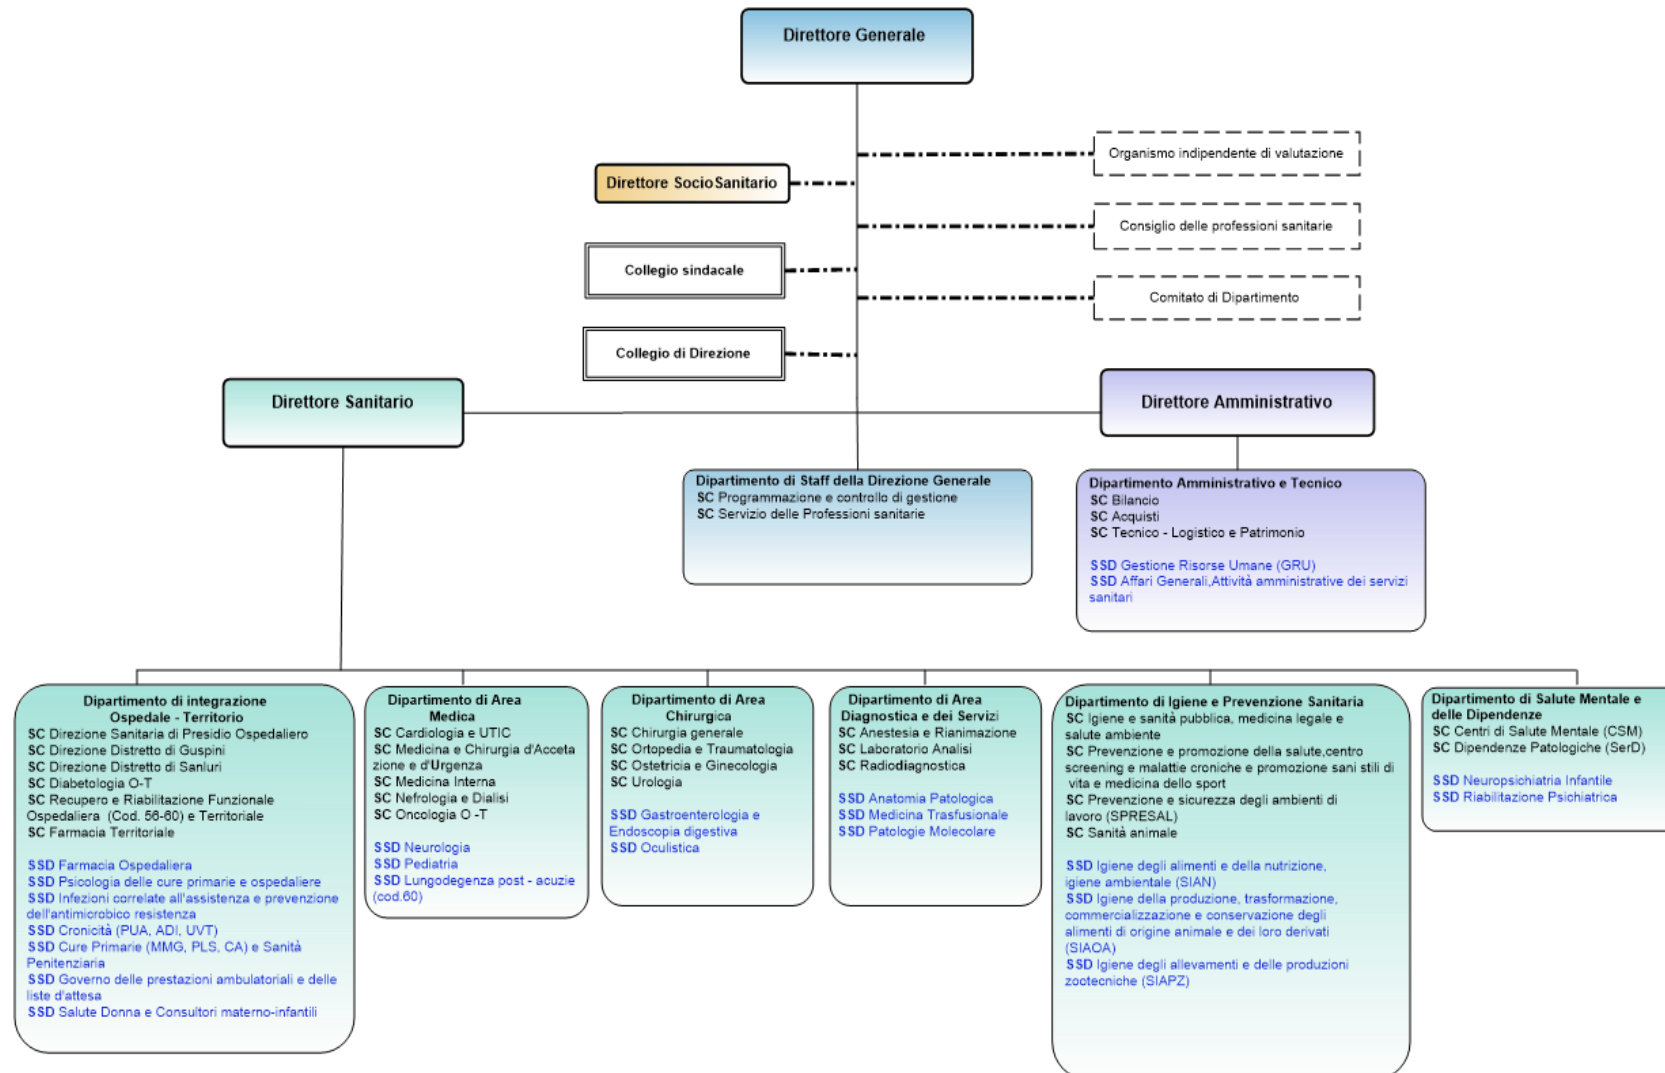 Direttore Generale
Organismo indipendente di valutazione
Direttore SocioSanitario
Consiglio delle professioni sanitarie
Collegio sindacale
Comitato di Dipartimento
Collegio di Direzione
Direttore Sanitario
Direttore Amministrativo
Dipartimento di Staff della Direzione Generale
SC Programmazione e controllo di gestione
SC Servizio delle Professioni sanitarie
Dipartimento Amministrativo e Tecnico
SC Bilancio
SC Acquisti
SC Tecnico - Logistico e Patrimonio
SSD Gestione Risorse Umane (GRU)
SSD Affari Generali,Attività amministrative dei servizi
sanitari
Dipartimento di integrazione
Ospedale - Territorio
SC Direzione Sanitaria di Presidio Ospedaliero
SC Direzione Distretto di Guspini
SC Direzione Distretto di Sanluri
SC Diabetologia O-T
SC Recupero e Riabilitazione Funzionale
Ospedaliera (Cod. 56-60) e Territoriale
SC Farmacia Territoriale
SSD Farmacia Ospedaliera
SSD Psicologia delle cure primarie e ospedaliere
SSD Infezioni correlate all'assistenza e prevenzione
dell'antimicrobico resistenza
SSD Cronicità (PUA, ADI, UVT)
SSD Cure Primarie (MMG, PLS, CA) e Sanità
Penitenziaria
SSD Governo delle prestazioni ambulatoriali e delle
liste d'attesa
SSD Salute Donna e Consultori materno-infantili
Dipartimento di Area
Medica
SC Cardiologia e UTIC
SC Medicina e Chirurgia d'Acceta
zione e d'Urgenza
SC Medicina Interna
SC Nefrologia e Dialisi
SC Oncologia O -T
SSD Neurologia
SSD Pediatria
SSD Lungodegenza post - acuzie
(cod.60)
Dipartimento di Area
Chirurgica
SC Chirurgia generale
SC Ortopedia e Traumatologia
SC Ostetricia e Ginecologia
SC Urologia
SSD Gastroenterologia e
Endoscopia digestiva
SSD Oculistica
Dipartimento di Area
Diagnostica e dei Servizi
SC Anestesia e Rianimazione
SC Laboratorio Analisi
SC Radiodiagnostica
SSD Anatomia Patologica
SSD Medicina Trasfusionale
SSD Patologie Molecolare
Dipartimento di Igiene e Prevenzione Sanitaria
SC Igiene e sanità pubblica, medicina legale e
salute ambiente
SC Prevenzione e promozione della salute,centro
screening e malattie croniche e promozione sani stili di
vita e medicina dello sport
SC Prevenzione e sicurezza degli ambienti di
lavoro (SPRESAL)
SC Sanità animale
SSD Igiene degli alimenti e della nutrizione,
igiene ambientale (SIAN)
SSD Igiene della produzione, trasformazione,
commercializzazione e conservazione degli
alimenti di origine animale e dei loro derivati
(SIAOA)
SSD Igiene degli allevamenti e delle produzioni
zootecniche (SIAPZ)
Dipartimento di Salute Mentale e
delle Dipendenze
SC Centri di Salute Mentale (CSM)
SC Dipendenze Patologiche (SerD)
SSD Neuropsichiatria Infantile
SSD Riabilitazione Psichiatrica